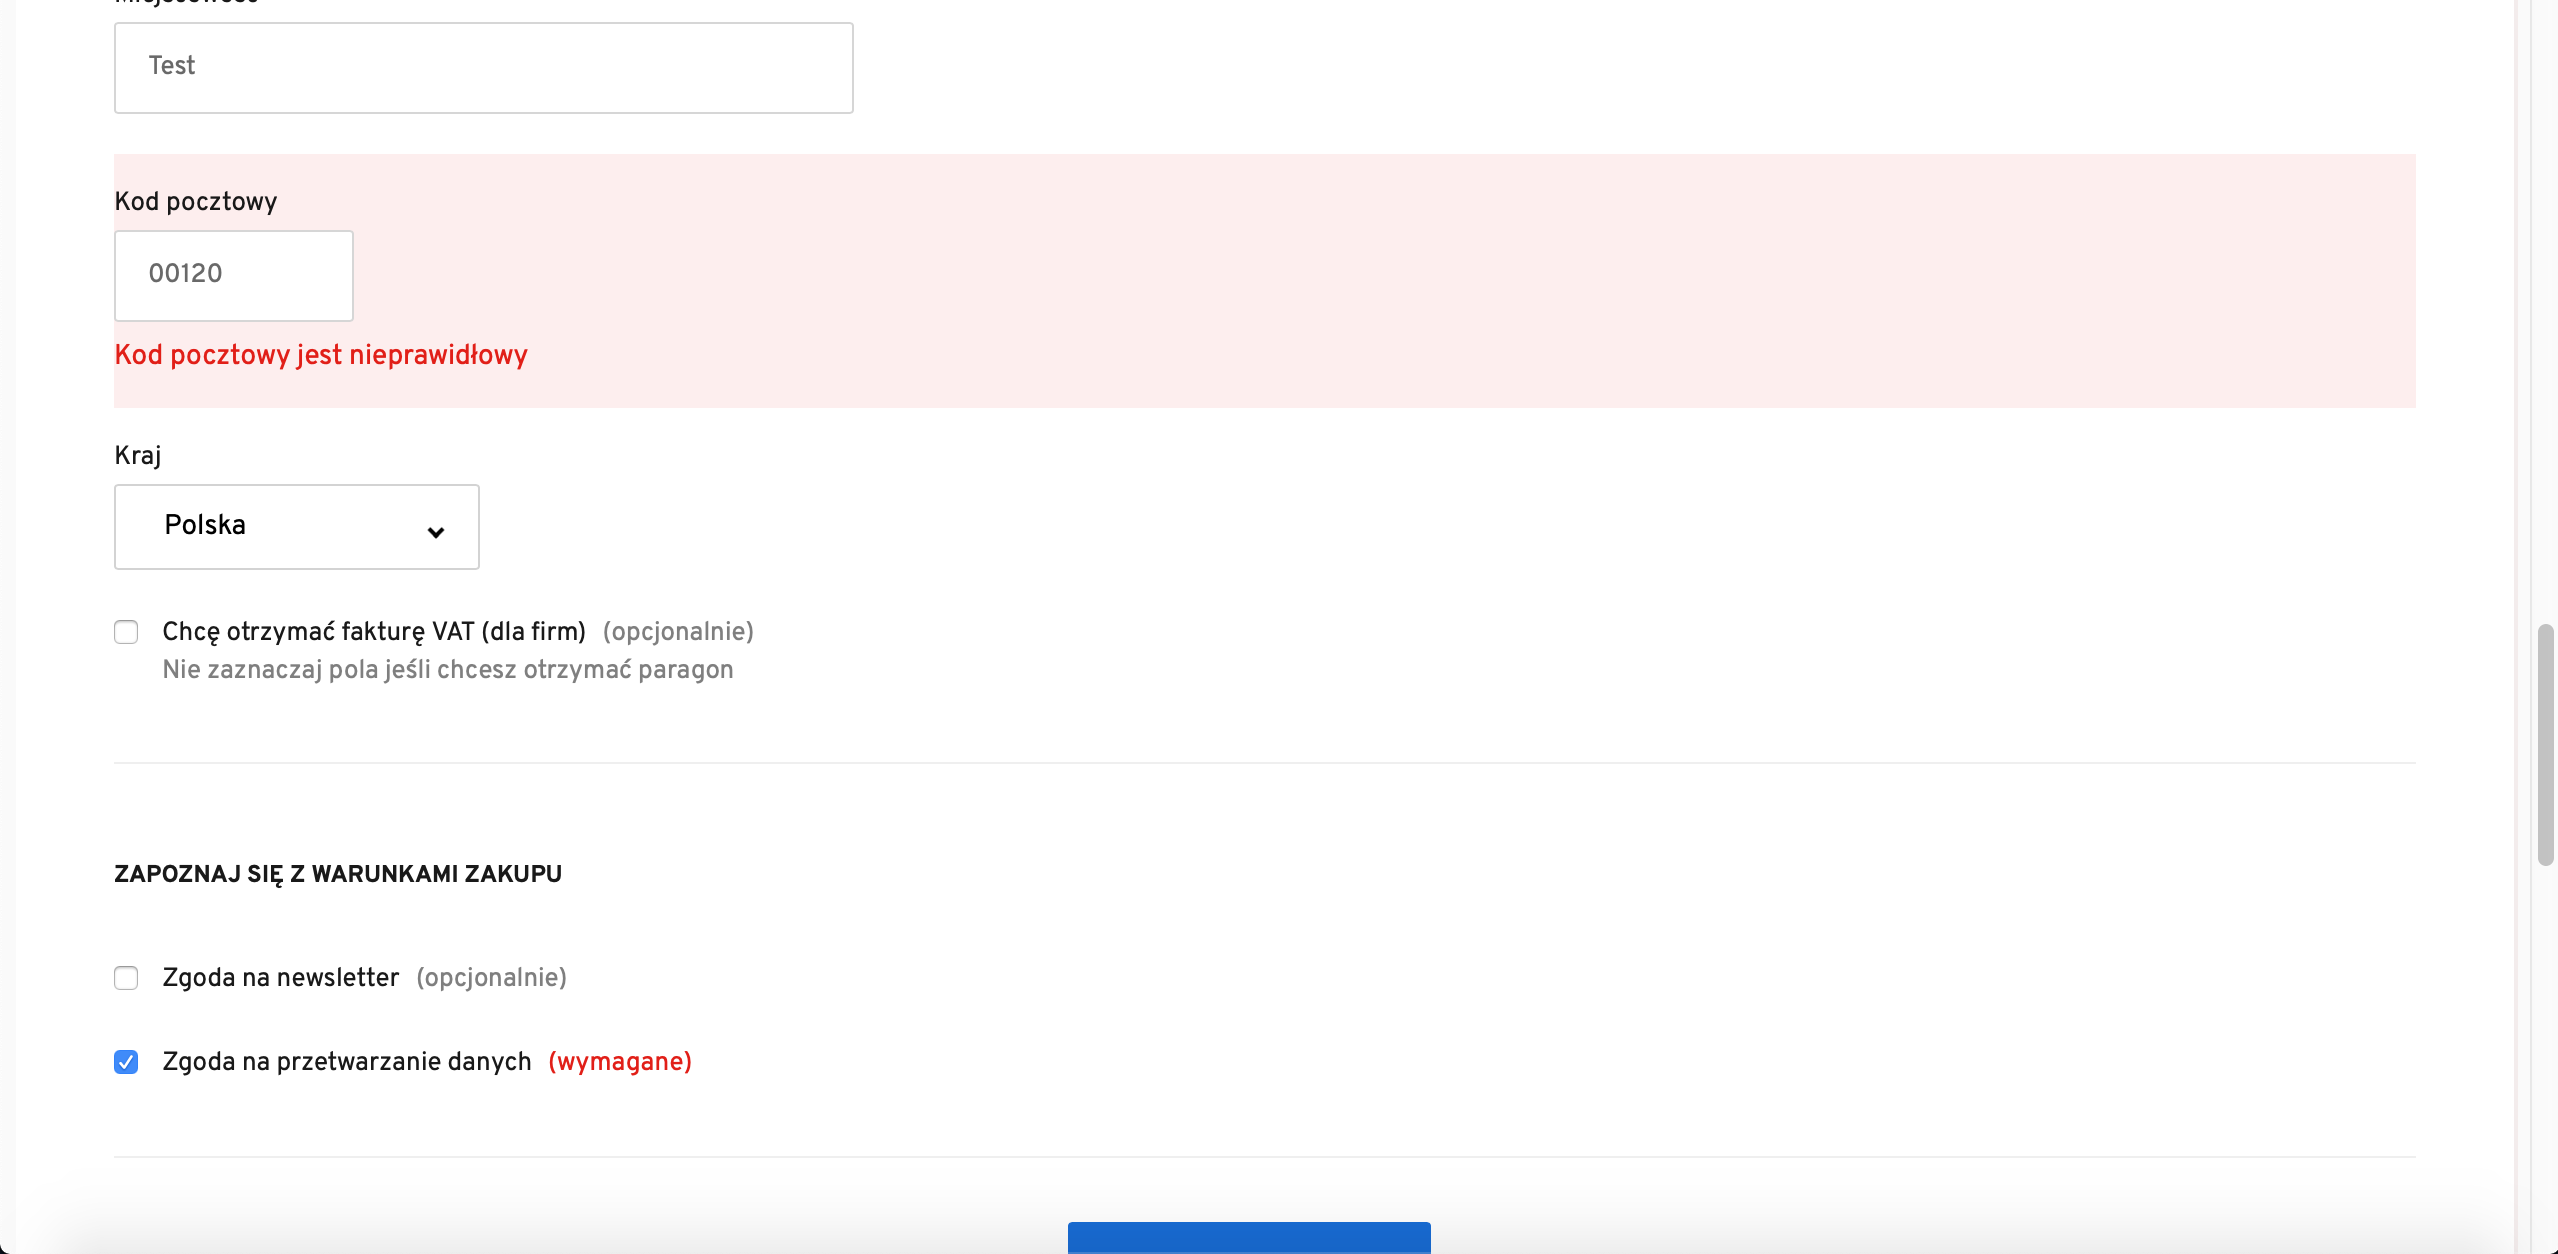 Test
Kod pocztowy
00120
Kod pocztowy jest nieprawidłowy
Kraj
Polska
Chcę otrzymać fakturę VAT (dla firm) (opcjonalnie)
Nie zaznaczaj pola jeśli chcesz otrzymać paragon
ZAPOZNAJ SIĘ Z WARUNKAMI ZAKUPU
Zgoda na newsletter (opcjonalnie)
Zgoda na przetwarzanie danych (wymagane)